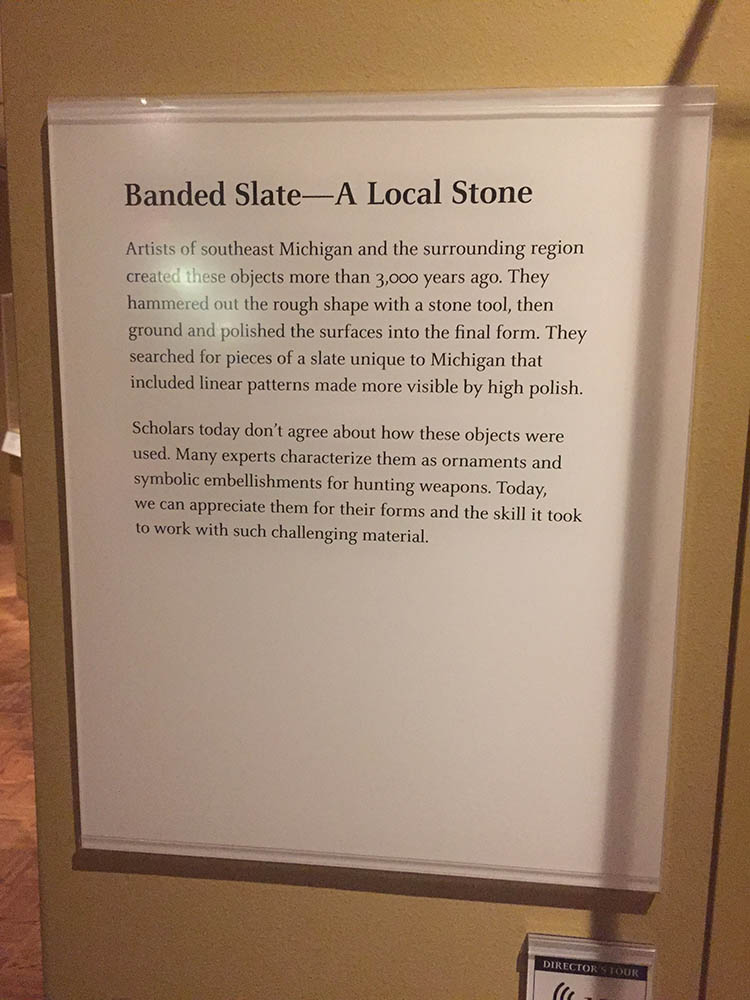 Banded Slate—A Local Stone
Artists of southeast Michigan and the surrounding region
created these objects more than 3,000 years ago. They
hammered out the rough shape with a stone tool, then
ground and polished the surfaces into the final form. They
searched for pieces of a slate unique to Michigan that
included linear patterns made more visible by high polish.
Scholars today don't agree about how these objects were
used. Many experts characterize them as ornaments and
symbolic embellishments for hunting weapons. Today,
we can appreciate them for their forms and the skill it took
to work with such challenging material.
DIRECTOR'S TOUR